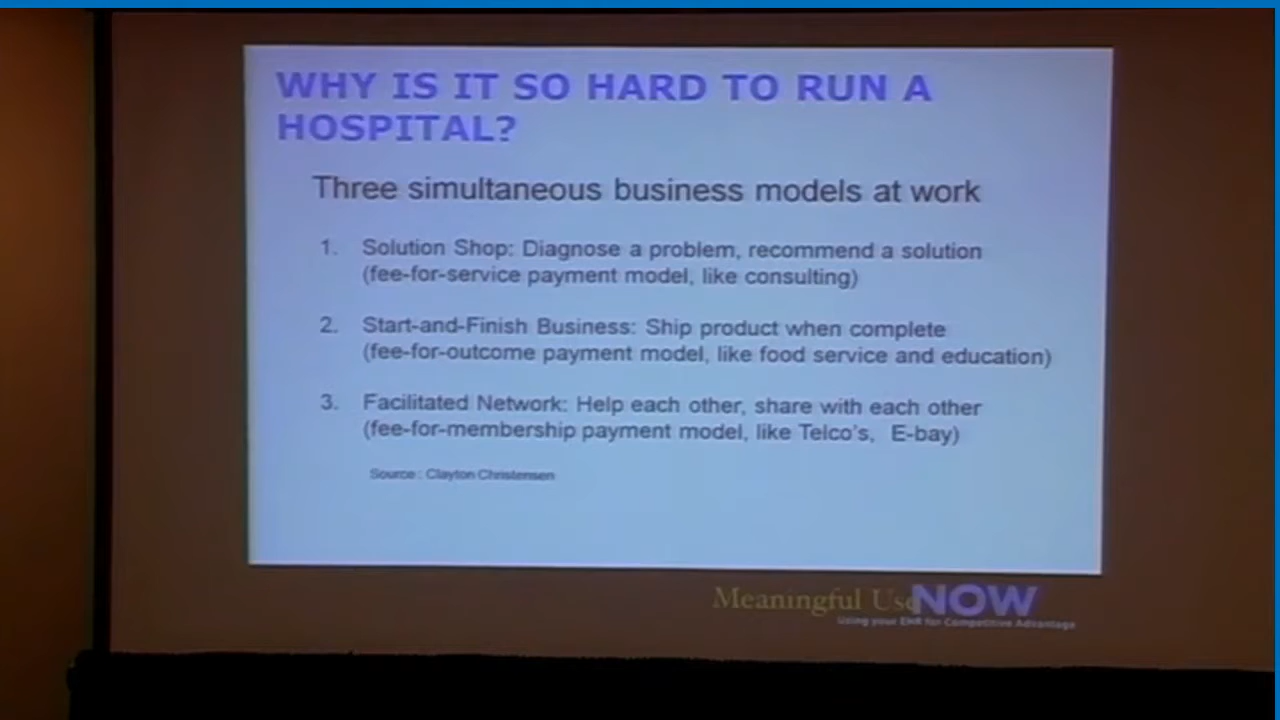 WHY IS IT SO HARD TO RUN A
HOSPITAL?
Three simultaneous business models at work
1. Solution Shop: Diagnose a problem, recommend a solution
(fee-for-service payment model, like consulting)
2. Start-and-Finish Business: Ship product when complete
(fee-for-outcome payment model, like food service and education)
3. Facilitated Network: Help each other, share with each other
(fee-for-membership payment model, like Telco's, E-bay)
Source: Clayton Christensen
Meaningful Use NOW
Using your EHR for Competitive Advantage